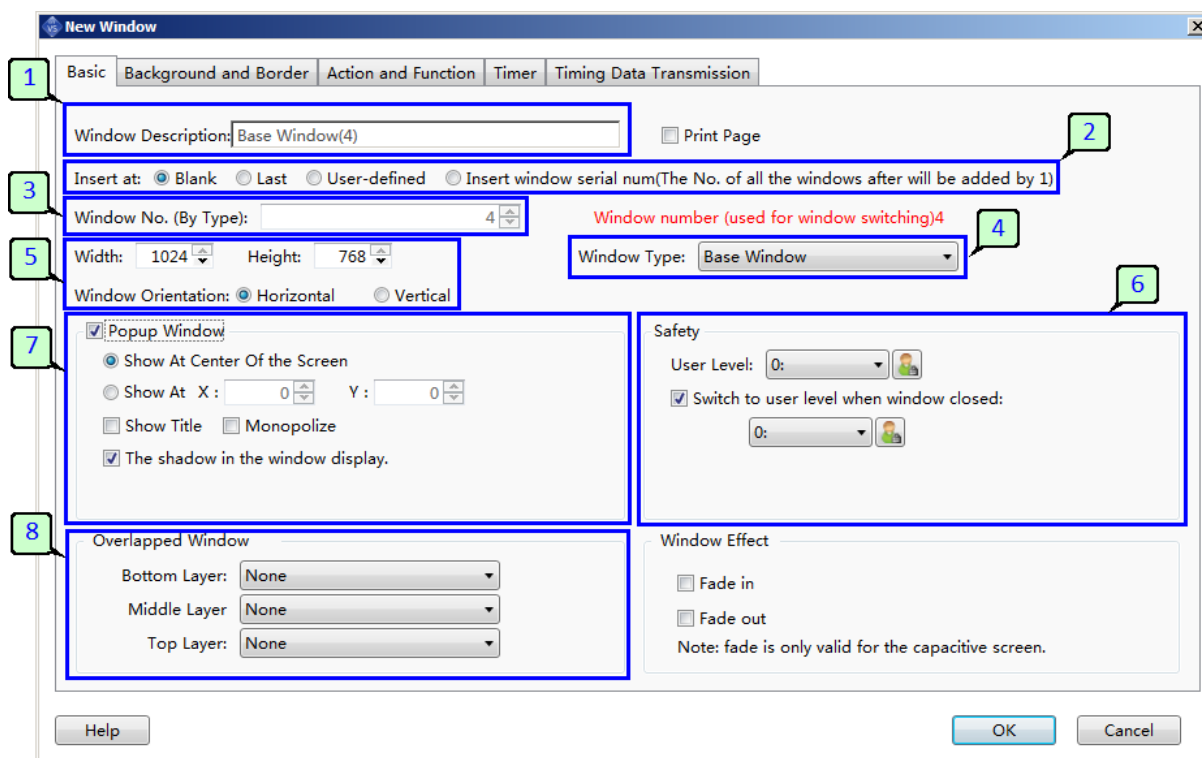 New Window
Basic Background and Border Action and Function Timer Timing Data Transmission
1
Window Description: Base Window(4) Print Page
2
Insert at: Blank Last User-defined Insert window serial num(The No. of all the windows after will be added by 1)
3
Window No. (By Type): 4 Window number (used for window switching)4
4
5
Width: 1024 Height: 768 Window Type: Base Window
Window Orientation: Horizontal Vertical
6
7
Popup Window
Show At Center Of the Screen
Show At X : 0 Y : 0
Show Title Monopolize
The shadow in the window display.
Safety
User Level: 0:
Switch to user level when window closed:
0:
8
Overlapped Window
Bottom Layer: None
Middle Layer None
Top Layer: None
Window Effect
Fade in
Fade out
Note: fade is only valid for the capacitive screen.
Help OK Cancel